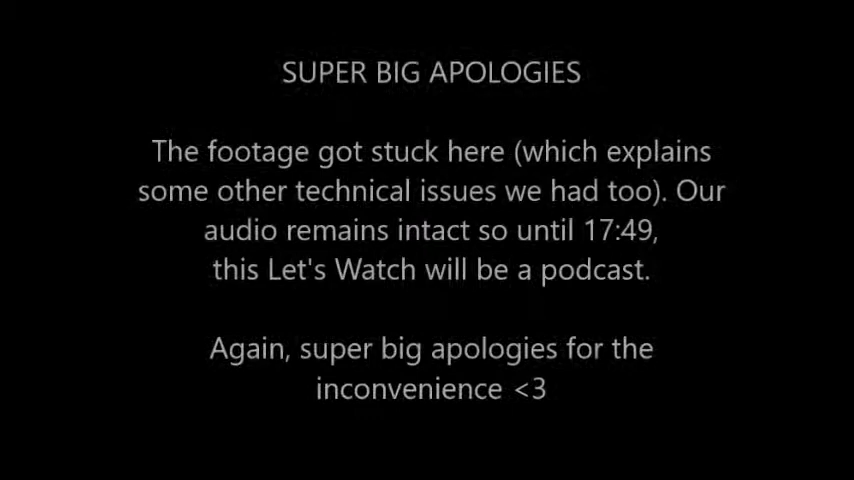 SUPER BIG APOLOGIES
The footage got stuck here (which explains
some other technical issues we had too). Our
audio remains intact so until 17:49,
this Let's Watch will be a podcast.
Again, super big apologies for the
inconvenience <3